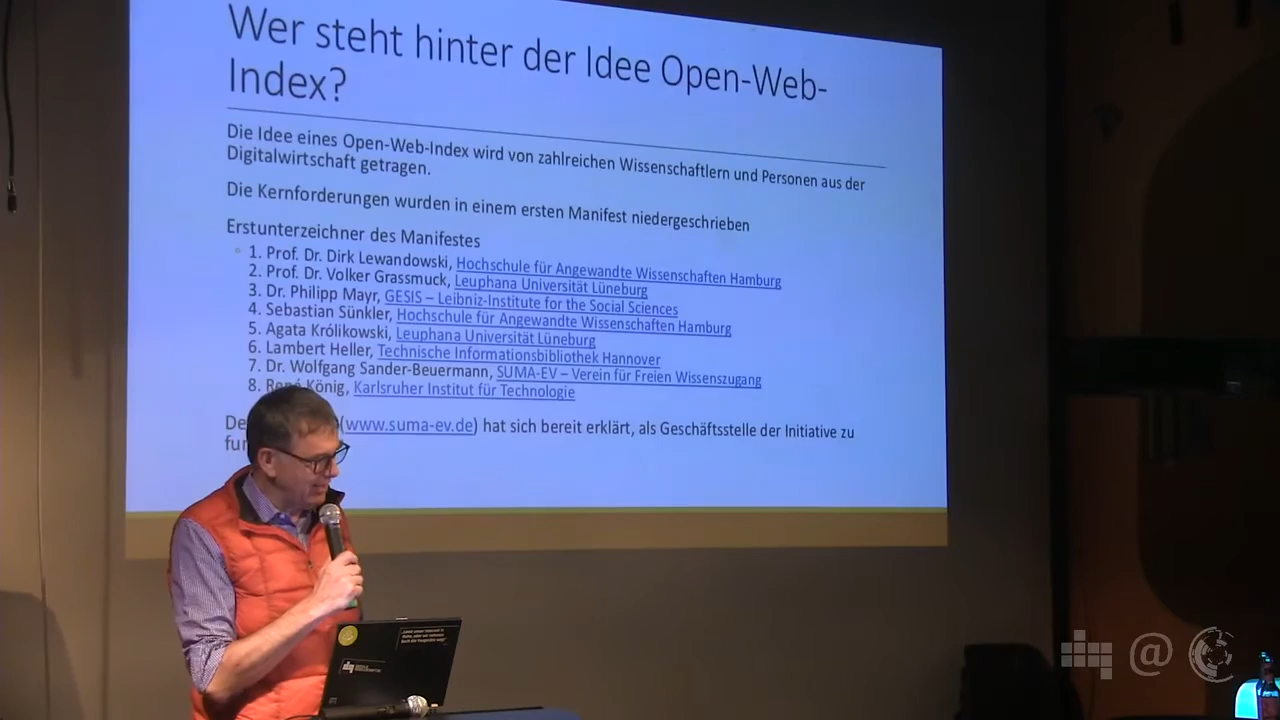 Wer steht hinter der Idee Open-Web-
Index?
Die Idee eines Open-Web-Index wird von zahlreichen Wissenschaftlern und Personen aus der
Digitalwirtschaft getragen.
Die Kernforderungen wurden in einem ersten Manifest niedergeschrieben
Erstunterzeichner des Manifestes
1. Prof. Dr. Dirk Lewandowski, Hochschule für Angewandte Wissenschaften Hamburg
2. Prof. Dr. Volker Grassmuck, Leuphana Universität Lüneburg
3. Dr. Philipp Mayr, GESIS – Leibniz-Institute for the Social Sciences
4. Sebastian Sünkler, Hochschule für Angewandte Wissenschaften Hamburg
5. Agata Królikowski, Leuphana Universität Lüneburg
6. Lambert Heller, Technische Informationsbibliothek Hannover
7. Dr. Wolfgang Sander-Beuermann, SUMA-EV – Verein für Freien Wissenszugang
8. René König, Karlsruher Institut für Technologie
(www.suma-ev.de) hat sich bereit erklärt, als Geschäftsstelle der Initiative zu
@